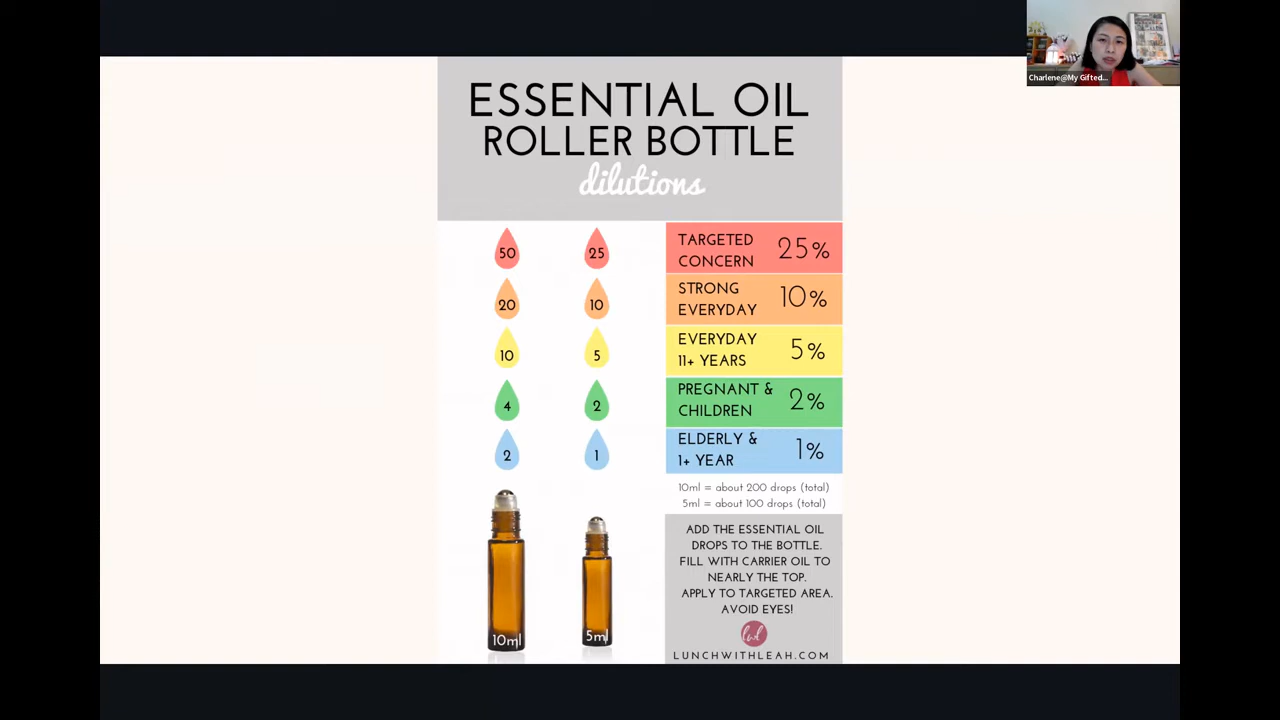 Charlene@My Gifted...
ESSENTIAL OIL
ROLLER BOTTLE
dilutions
50 25 TARGETED CONCERN 25%
20 10 STRONG EVERYDAY 10%
10 5 EVERYDAY 11+ YEARS 5%
4 2 PREGNANT & CHILDREN 2%
2 1 ELDERLY & 1+ YEAR 1%
10ml = about 200 drops (total)
5ml = about 100 drops (total)
ADD THE ESSENTIAL OIL
DROPS TO THE BOTTLE.
FILL WITH CARRIER OIL TO
NEARLY THE TOP.
APPLY TO TARGETED AREA.
AVOID EYES!
10ml
5ml
lwl
LUNCHWITHLEAH.COM